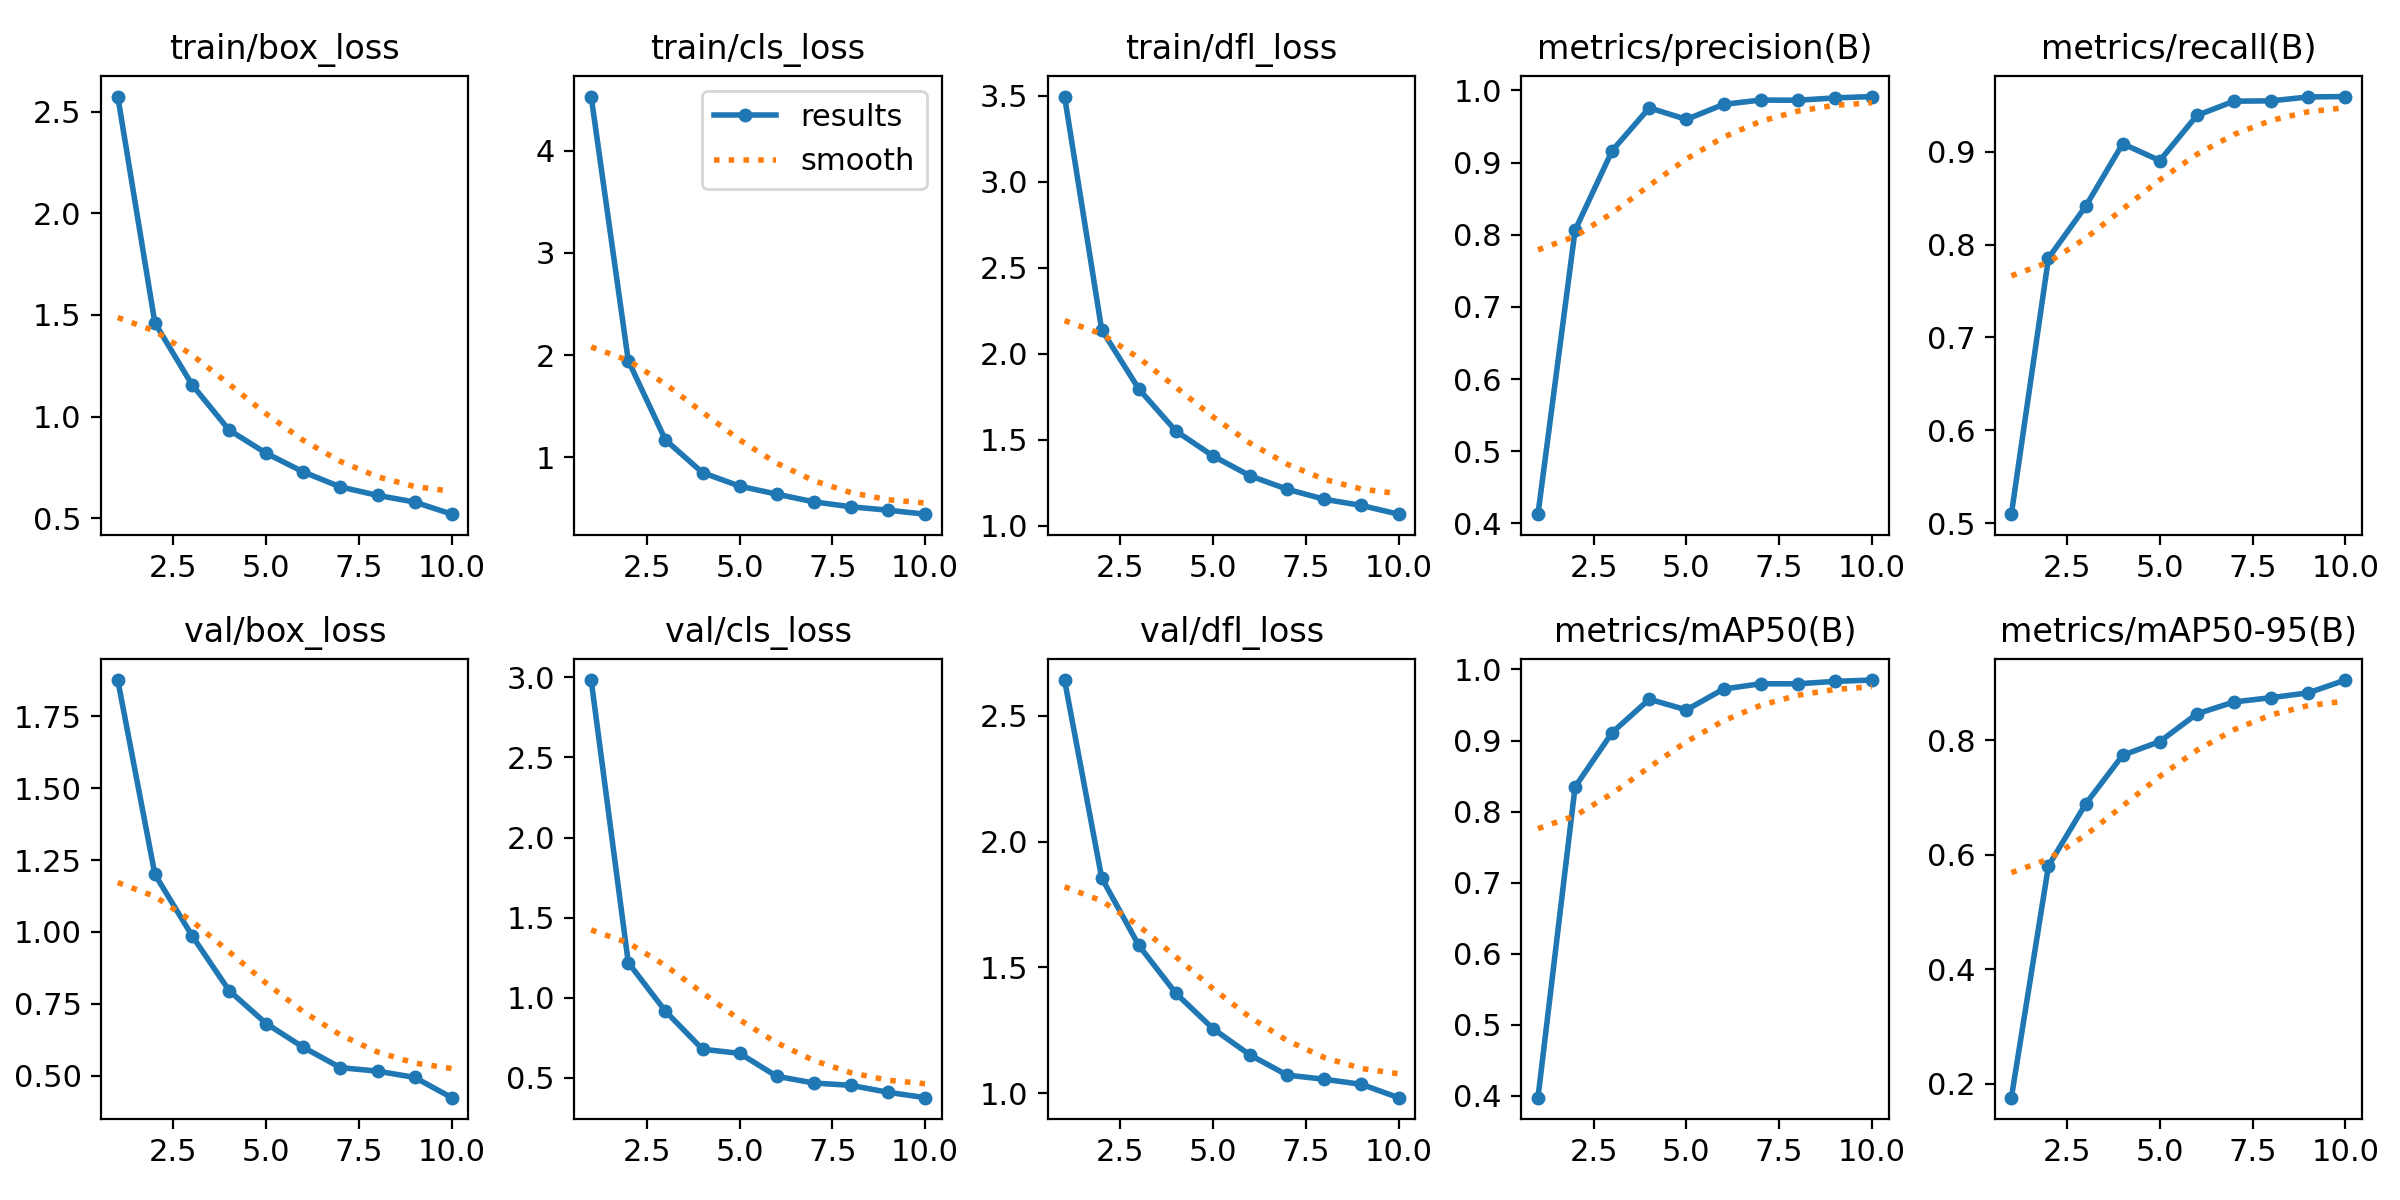 train/box_loss
train/cls_loss
train/dfl_loss
metrics/precision(B)
metrics/recall(B)
2.5
2.0
1.5
1.0
0.5
2.5 5.0 7.5 10.0
results
smooth
4
3
2
1
2.5 5.0 7.5 10.0
3.5
3.0
2.5
2.0
1.5
1.0
2.5 5.0 7.5 10.0
1.0
0.9
0.8
0.7
0.6
0.5
0.4
2.5 5.0 7.5 10.0
0.9
0.8
0.7
0.6
0.5
2.5 5.0 7.5 10.0
val/box_loss
val/cls_loss
val/dfl_loss
metrics/mAP50(B)
metrics/mAP50-95(B)
1.75
1.50
1.25
1.00
0.75
0.50
2.5 5.0 7.5 10.0
3.0
2.5
2.0
1.5
1.0
0.5
2.5 5.0 7.5 10.0
2.5
2.0
1.5
1.0
2.5 5.0 7.5 10.0
1.0
0.9
0.8
0.7
0.6
0.5
0.4
2.5 5.0 7.5 10.0
0.8
0.6
0.4
0.2
2.5 5.0 7.5 10.0